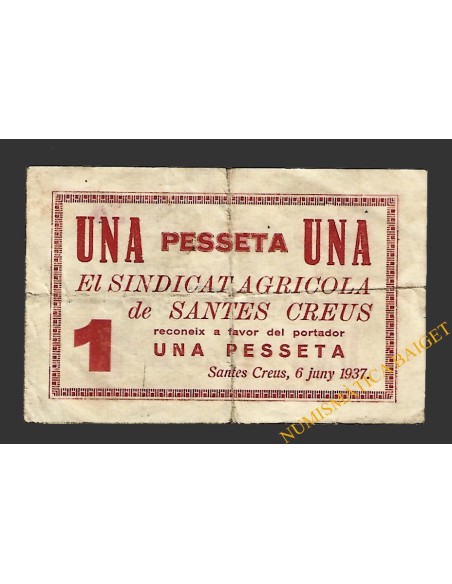 UNA PESSETA UNA
El SINDICAT AGRICOLA
de SANTES CREUS
reconeix a favor del portador
1 UNA PESSETA
Santes Creus, 6 juny 1937.
NUMISMÀTICA BAIGET